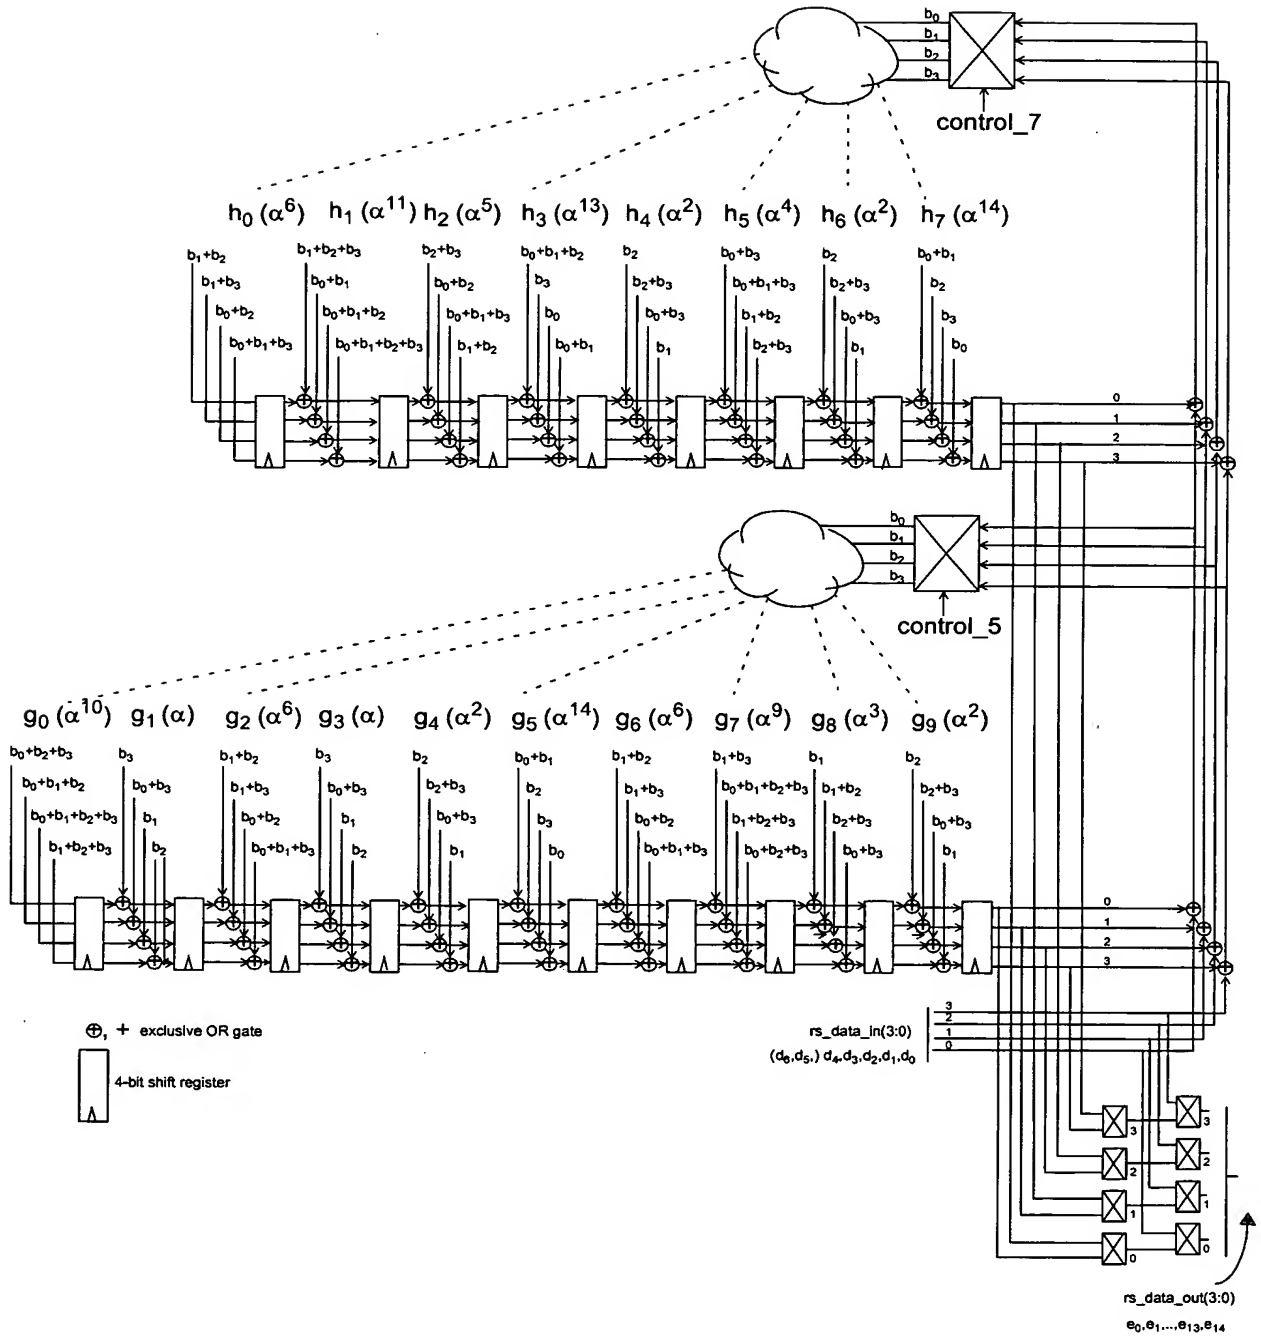 b₀
b₁
b₂
b₃
control_7
h₀ (α⁶) h₁ (α¹¹) h₂ (α⁵) h₃ (α¹³) h₄ (α²) h₅ (α⁴) h₆ (α²) h₇ (α¹⁴)
b₁+b₂ b₁+b₂+b₃ b₂+b₃ b₀+b₁+b₂ b₂ b₀+b₃ b₂ b₀+b₁
b₁+b₃ b₀+b₁ b₀+b₂ b₃ b₂+b₃ b₀+b₁+b₃ b₂+b₃ b₂
b₀+b₂ b₀+b₁+b₂ b₀+b₁+b₃ b₀ b₀+b₃ b₁+b₂ b₀+b₃ b₃
b₀+b₁+b₃ b₀+b₁+b₂+b₃ b₁+b₂ b₀+b₁ b₁ b₂+b₃ b₁ b₀
0
1
2
3
b₀
b₁
b₂
b₃
control_5
g₀ (α¹⁰) g₁ (α) g₂ (α⁶) g₃ (α) g₄ (α²) g₅ (α¹⁴) g₆ (α⁶) g₇ (α⁹) g₈ (α³) g₉ (α²)
b₀+b₂+b₃ b₃ b₁+b₂ b₃ b₂ b₀+b₁ b₁+b₂ b₁+b₃ b₁ b₂
b₀+b₁+b₂ b₀+b₃ b₁+b₃ b₀+b₃ b₂+b₃ b₂ b₁+b₃ b₀+b₁+b₂+b₃ b₁+b₂ b₂+b₃
b₀+b₁+b₂+b₃ b₁ b₀+b₂ b₁ b₀+b₃ b₃ b₀+b₂ b₁+b₂+b₃ b₂+b₃ b₀+b₃
b₁+b₂+b₃ b₂ b₀+b₁+b₃ b₂ b₁ b₀ b₀+b₁+b₃ b₀+b₂+b₃ b₀+b₃ b₁
0
1
2
3
⊕, + exclusive OR gate
4-bit shift register
rs_data_in(3:0)
(d₆,d₅,) d₄,d₃,d₂,d₁,d₀
3
2
1
0
3 3
2 2
1 1
0 0
rs_data_out(3:0)
e₀,e₁...,e₁₃,e₁₄